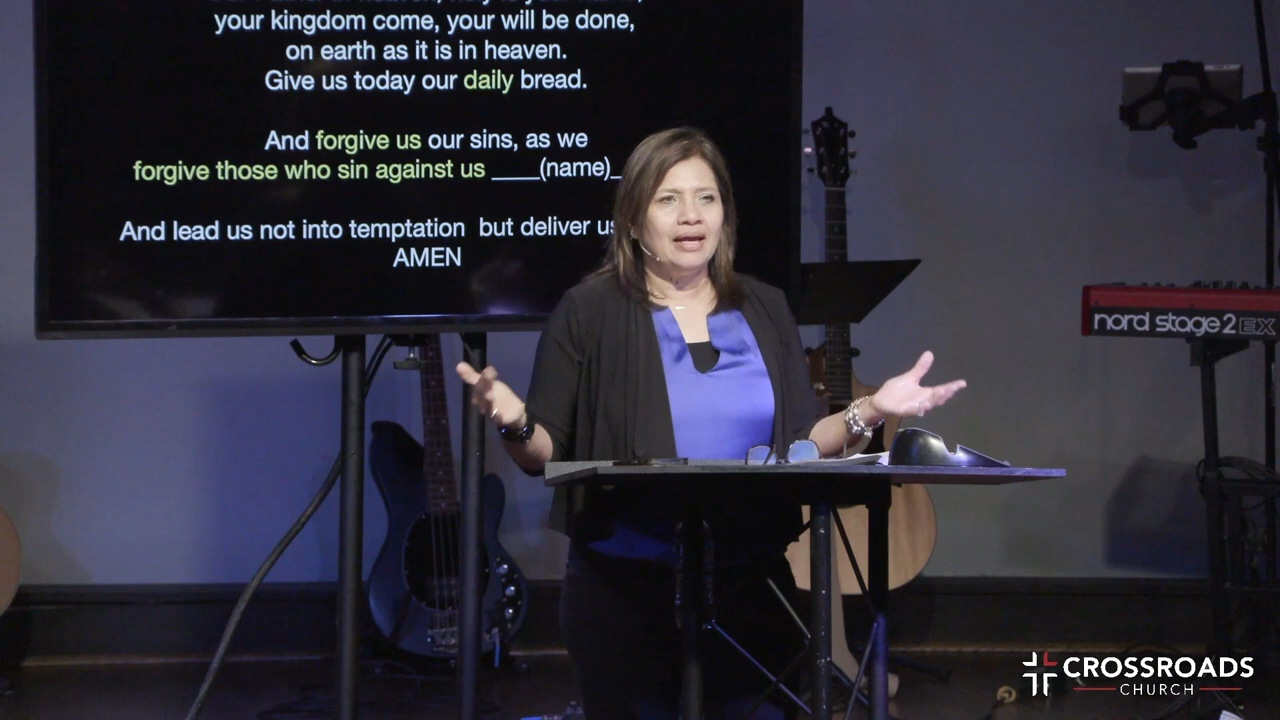 your kingdom come, your will be done,
on earth as it is in heaven.
Give us today our daily bread.
And forgive us our sins, as we
forgive those who sin against us ____(name)_
And lead us not into temptation but deliver us
AMEN
nord stage 2 EX
CROSSROADS
CHURCH